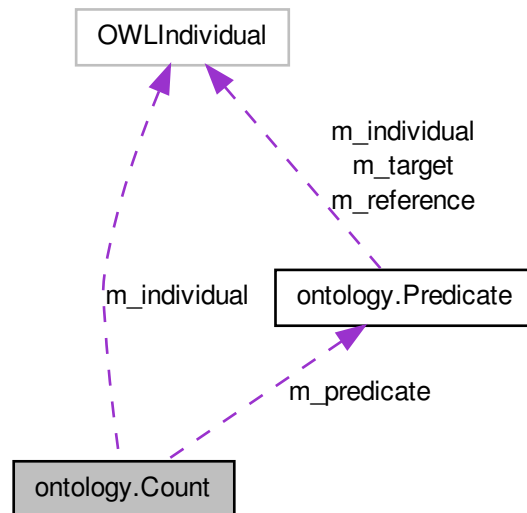 OWLIndividual
m_individual
m_target
m_reference
m_individual
ontology.Predicate
m_predicate
ontology.Count